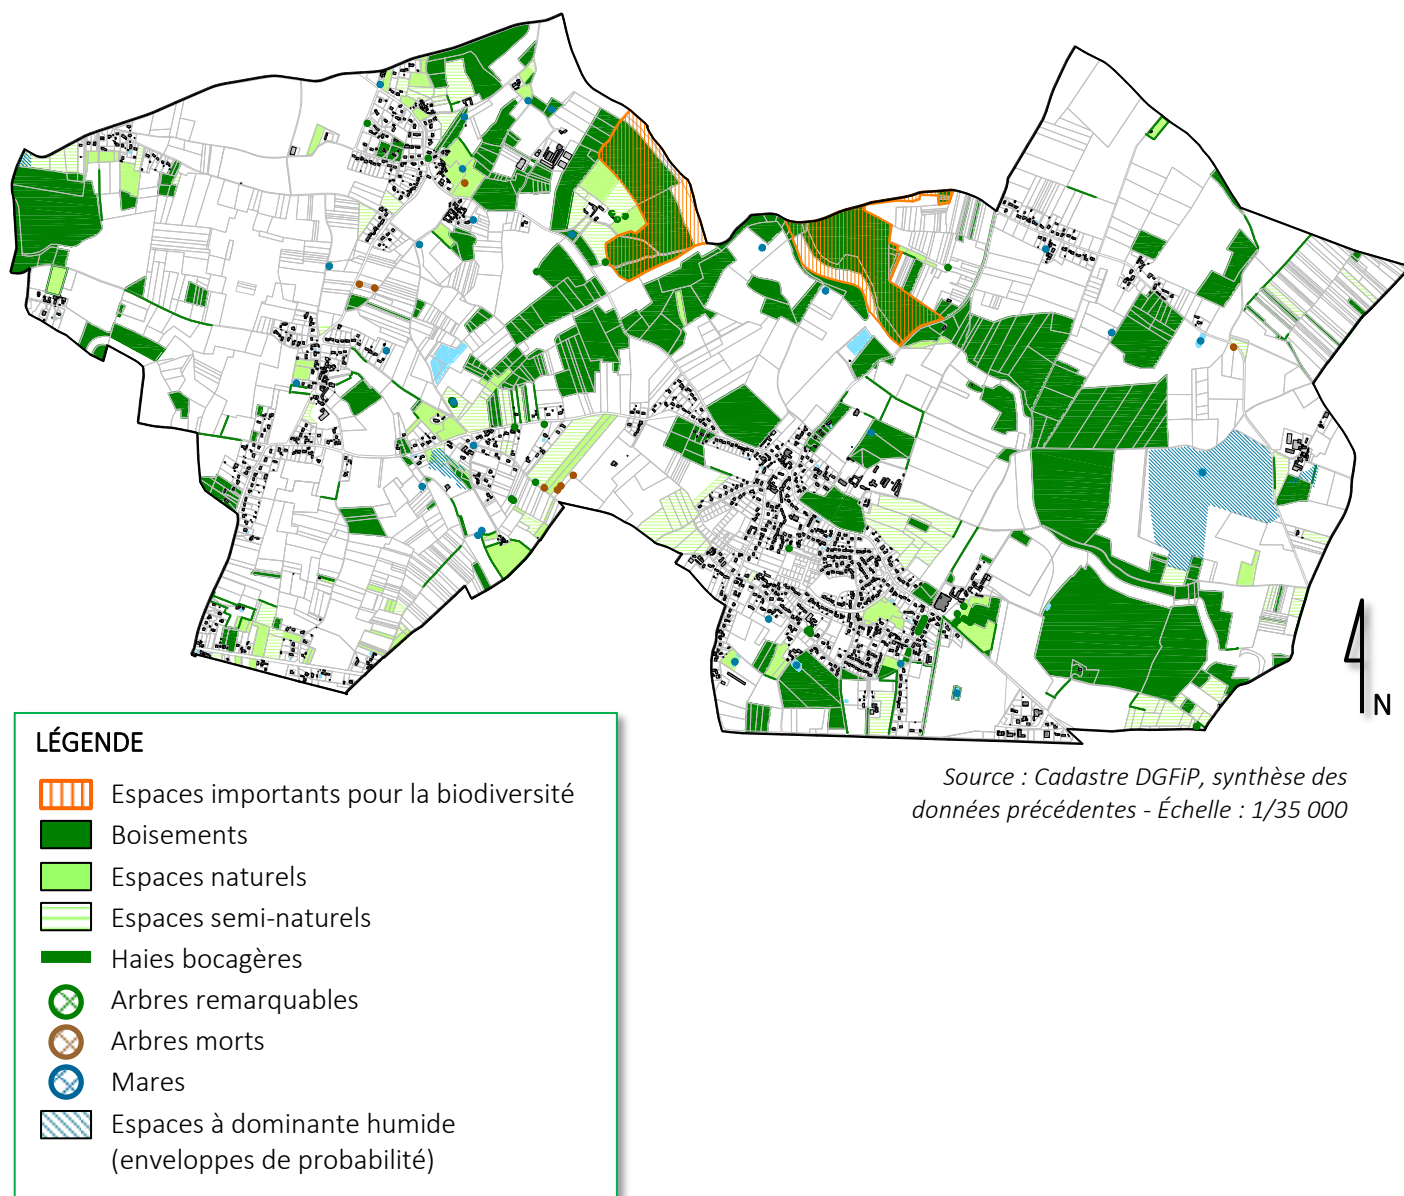 N
Source : Cadastre DGFiP, synthèse des
données précédentes - Échelle : 1/35 000
LÉGENDE
Espaces importants pour la biodiversité
Boisements
Espaces naturels
Espaces semi-naturels
Haies bocagères
Arbres remarquables
Arbres morts
Mares
Espaces à dominante humide
(enveloppes de probabilité)